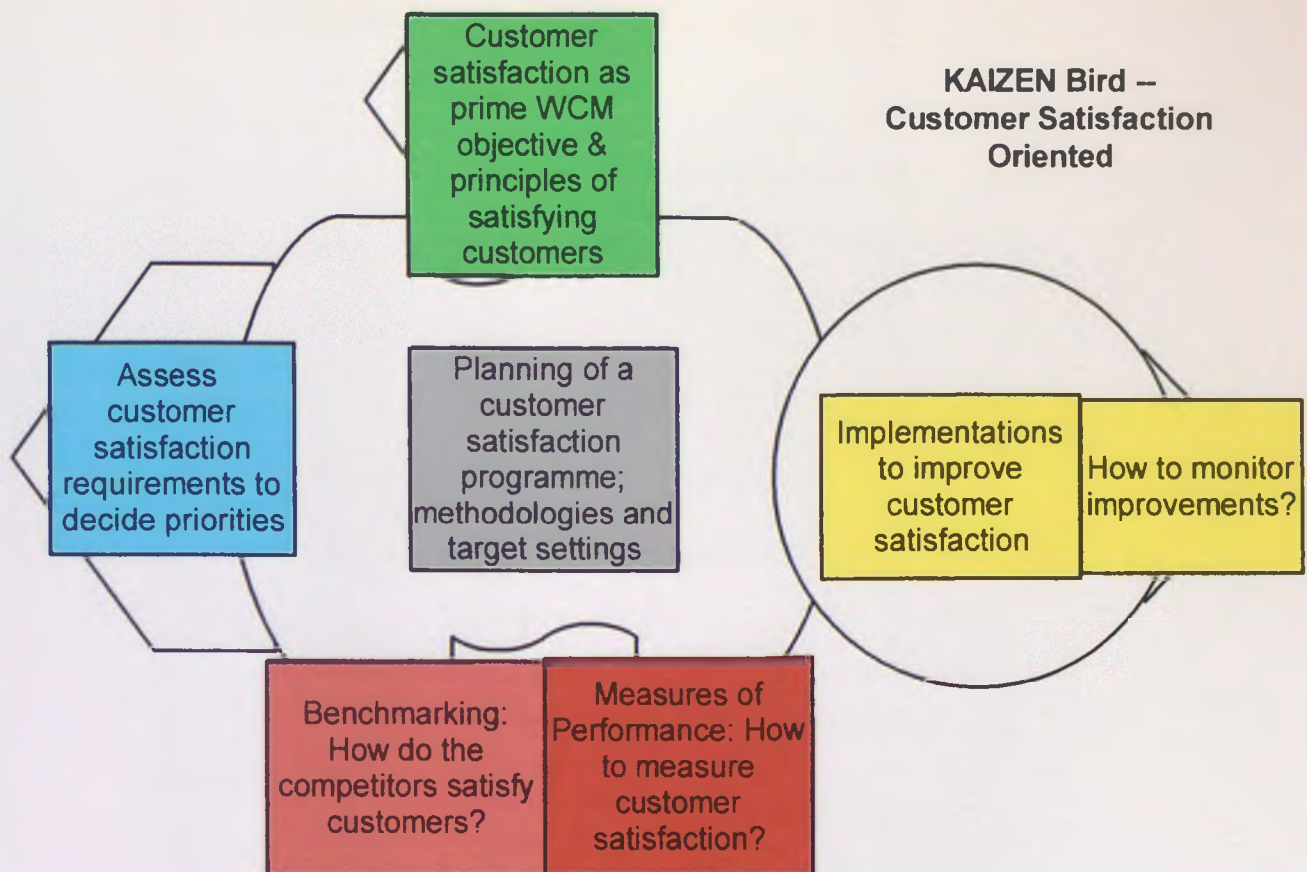 Customer
satisfaction as
prime WCM
objective &
principles of
satisfying
customers
KAIZEN Bird –
Customer Satisfaction
Oriented
Assess
customer
satisfaction
requirements to
decide priorities
Planning of a
customer
satisfaction
programme;
methodologies and
target settings
Implementations
to improve
customer
satisfaction
How to monitor
improvements?
Benchmarking:
How do the
competitors satisfy
customers?
Measures of
Performance: How
to measure
customer
satisfaction?